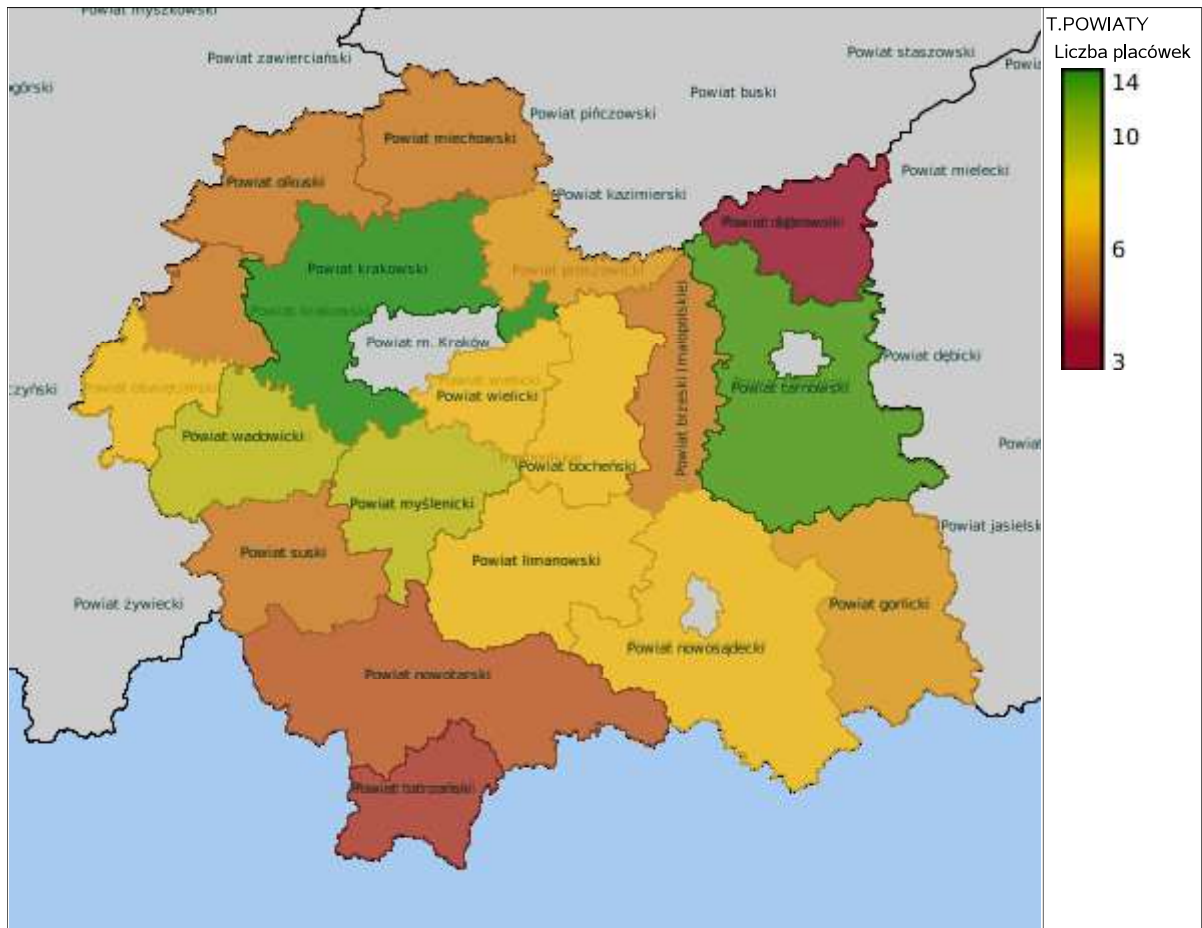 Powiat myszkowski
T.POWIATY
Powiat zawierciański
Powiat staszowski
Liczba placówek
14
Powiat buski
Powiat pińczowski
10
Powiat miechowski
Powiat mielecki
Powiat olkuski
Powiat kazimierski
Powiat dąbrowski
6
Powiat krakowski
Powiat proszowicki
Powiat krakowski
Powiat m. Kraków
Powiat brzeski (małopolskie)
Powiat dębicki
3
Powiat oświęcimski
Powiat wielicki
Powiat wielicki
Powiat tarnowski
Powiat wadowicki
Powiat bocheński
Powiat myślenicki
Powiat suski
Powiat limanowski
Powiat żywiecki
Powiat gorlicki
Powiat nowosądecki
Powiat nowotarski
Powiat tatrzański